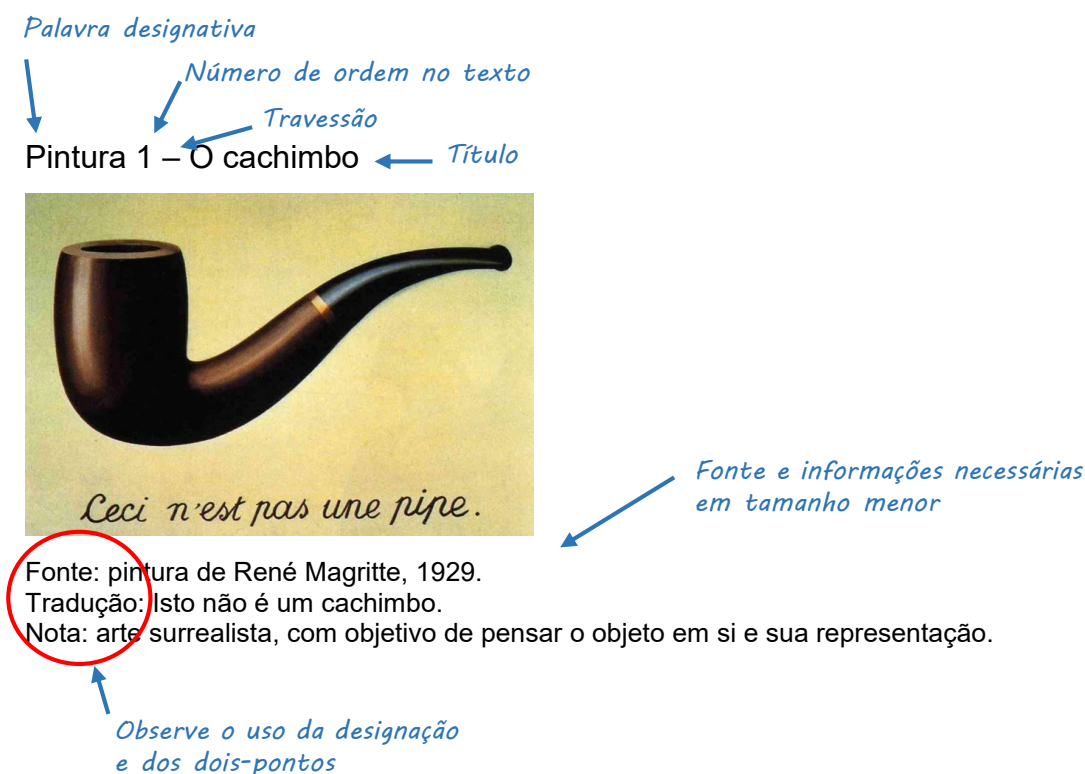 Palavra designativa
Número de ordem no texto
Travessão
Pintura 1 – O cachimbo
Título
Ceci n'est pas une pipe.
Fonte e informações necessárias
em tamanho menor
Fonte: pintura de René Magritte, 1929.
Tradução: Isto não é um cachimbo.
Nota: arte surrealista, com objetivo de pensar o objeto em si e sua representação.
Observe o uso da designação
e dos dois-pontos